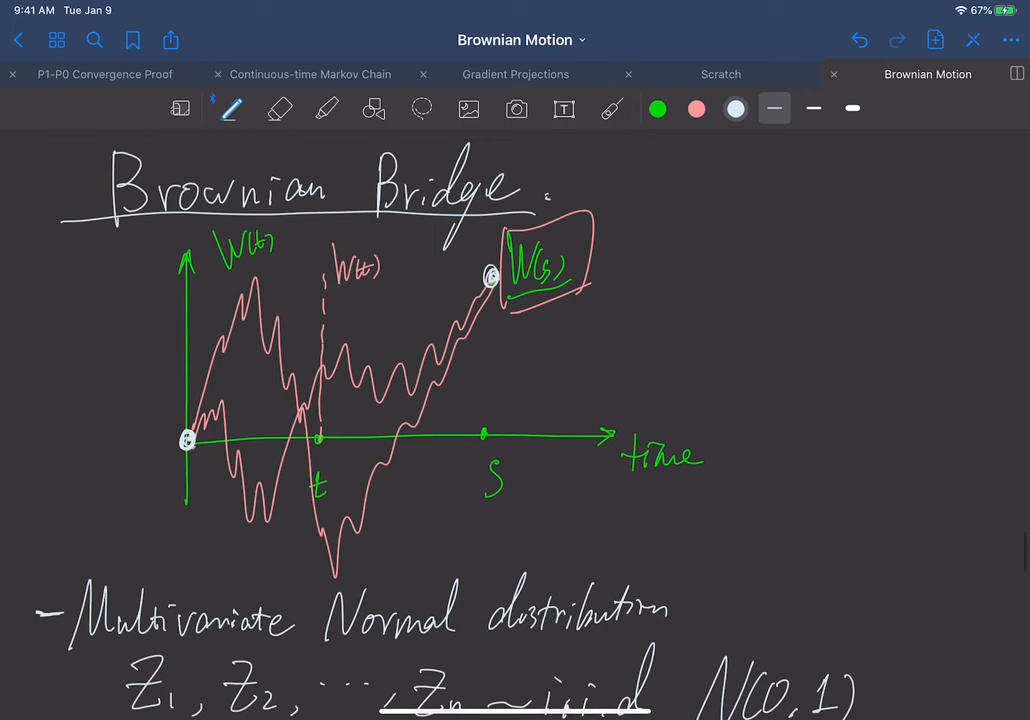 9:41 AM Tue Jan 9
67%
Brownian Motion
P1-P0 Convergence Proof
Continuous-time Markov Chain
Gradient Projections
Scratch
Brownian Motion
Brownian Bridge.
W(t)
W(t)
W(s)
t
S
time
- Multivariate Normal distribution
Z1, Z2, ..., Zn ~ i.i.d N(0,1)